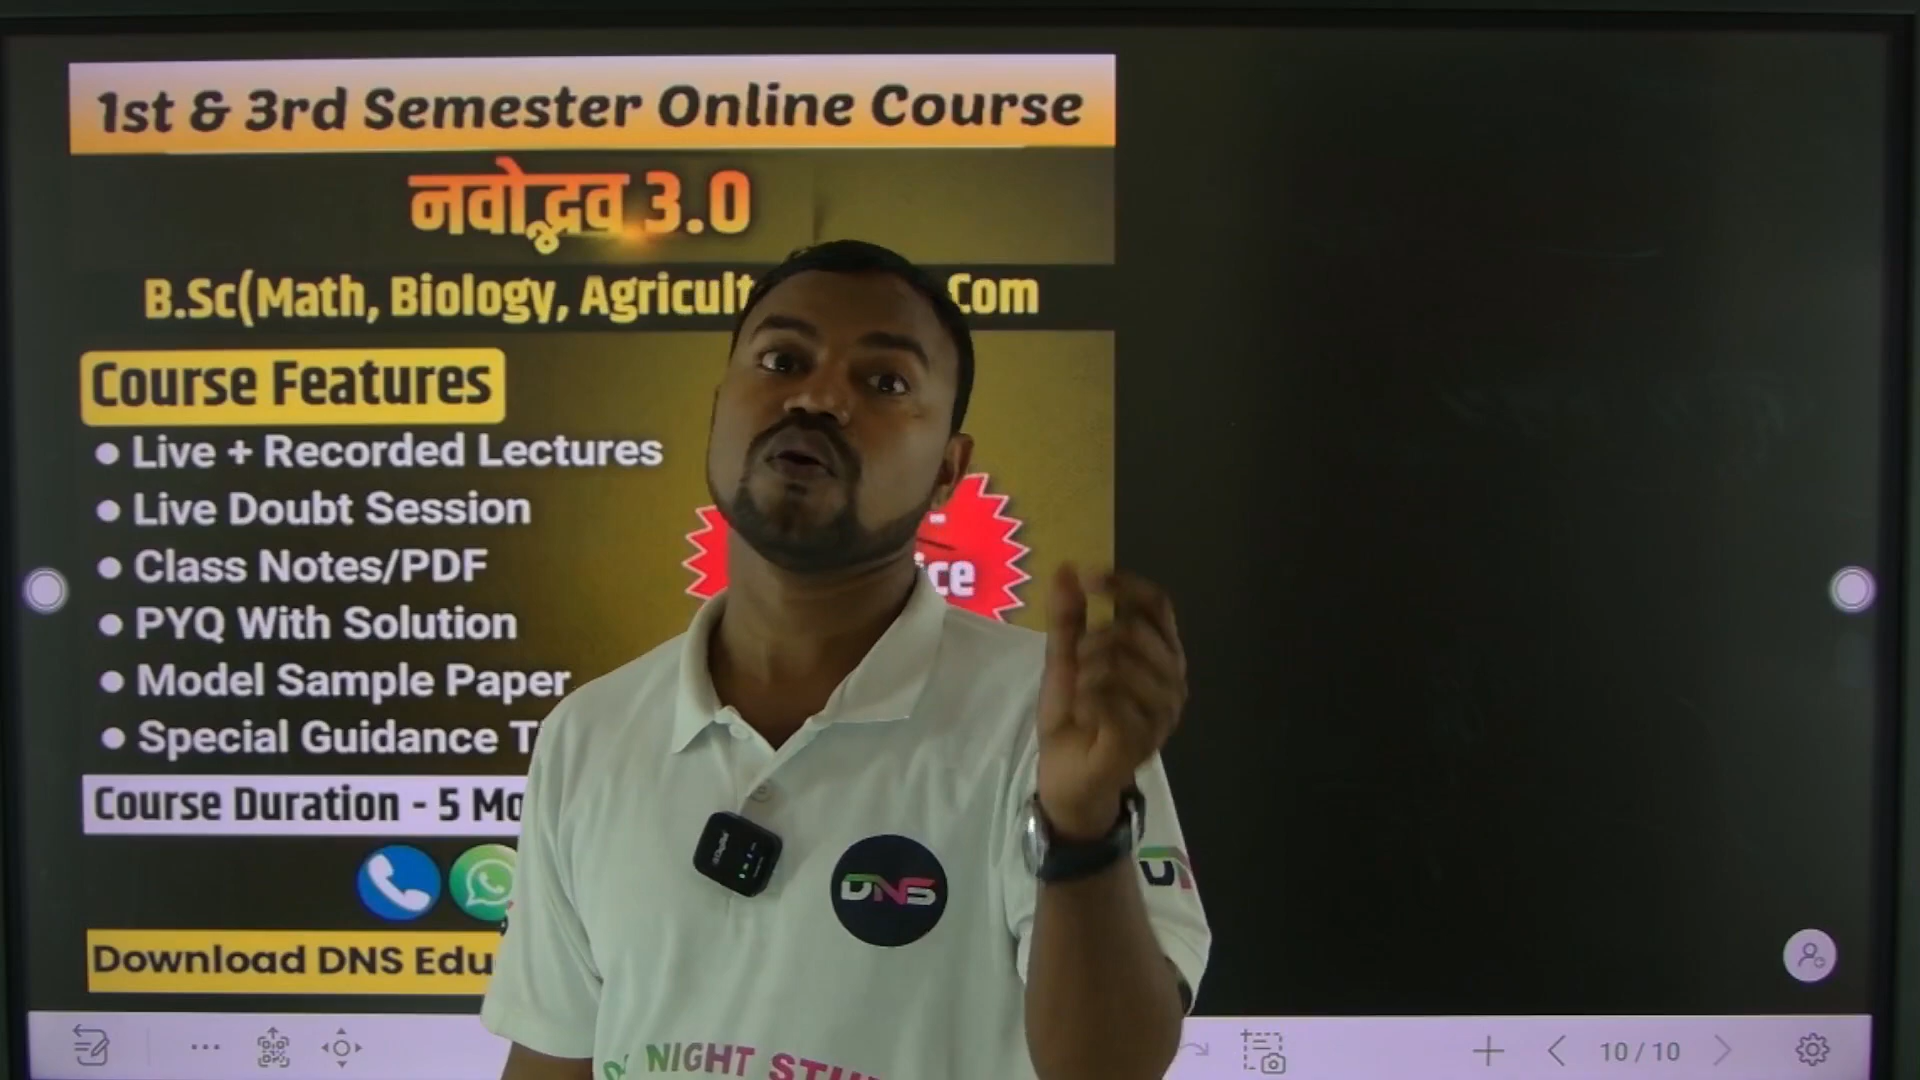 1st & 3rd Semester Online Course
नवोद्भव 3.0
B.Sc(Math, Biology, Com
Course Features
• Live + Recorded Lectures
• Live Doubt Session
• Class Notes/PDF
• PYQ With Solution
• Model Sample Paper
• Special Guidance
Course Duration - 5
Download DNS
DNS
NIGHT
10 / 10